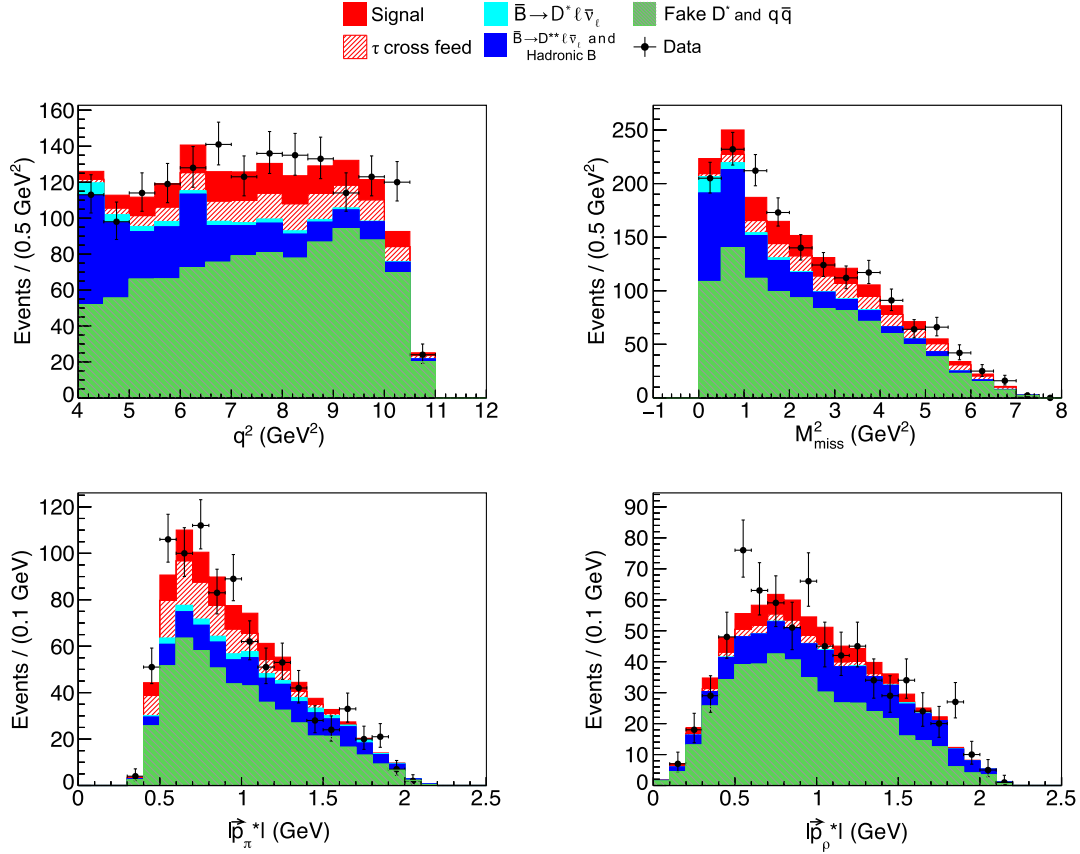 Signal
B̄→D* ℓ ν̄ℓ
Fake D* and q q̄
τ cross feed
B̄→D** ℓ ν̄ℓ and
Hadronic B
Data
Events / (0.5 GeV²)
0 20 40 60 80 100 120 140 160
4 5 6 7 8 9 10 11 12
q² (GeV²)
Events / (0.5 GeV²)
0 50 100 150 200 250
−1 0 1 2 3 4 5 6 7 8
M²miss (GeV²)
Events / (0.1 GeV)
0 20 40 60 80 100 120
0 0.5 1 1.5 2 2.5
|p⃗π*| (GeV)
Events / (0.1 GeV)
0 10 20 30 40 50 60 70 80 90
0 0.5 1 1.5 2 2.5
|p⃗ρ*| (GeV)